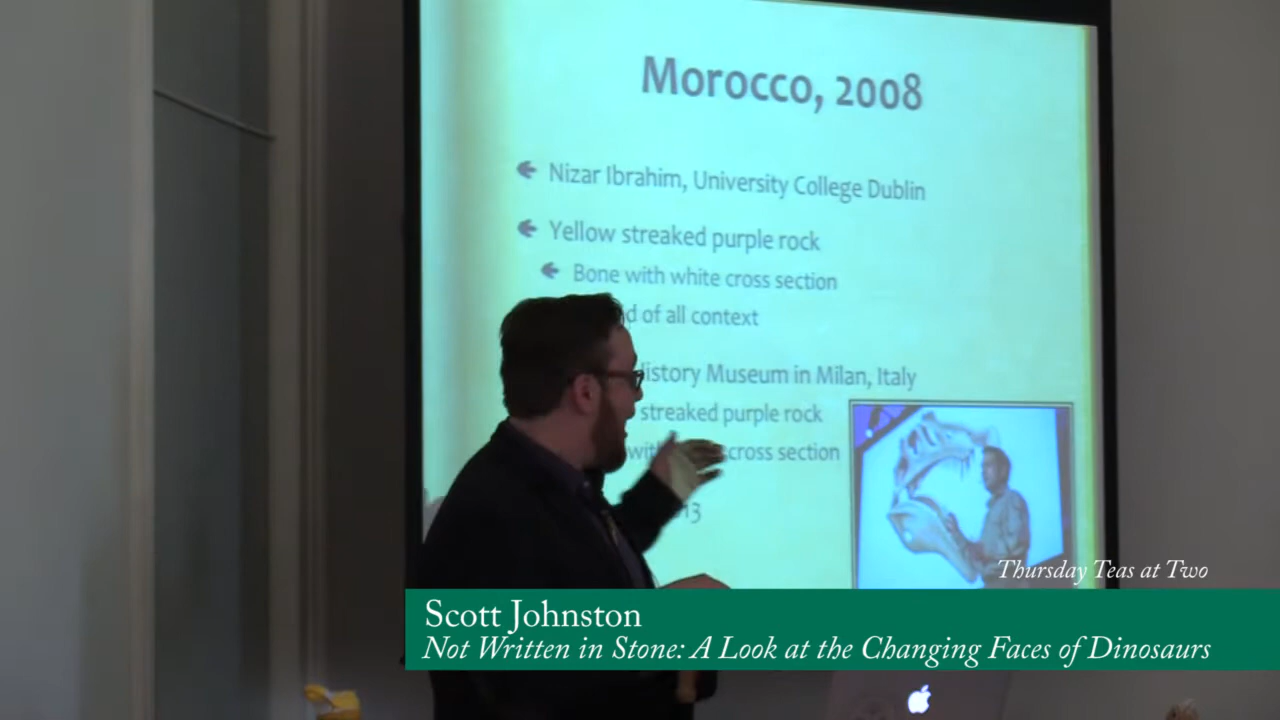 Morocco, 2008
Nizar Ibrahim, University College Dublin
Yellow streaked purple rock
Bone with white cross section
of all context
History Museum in Milan, Italy
streaked purple rock
cross section
13
Thursday Teas at Two
Scott Johnston
Not Written in Stone: A Look at the Changing Faces of Dinosaurs